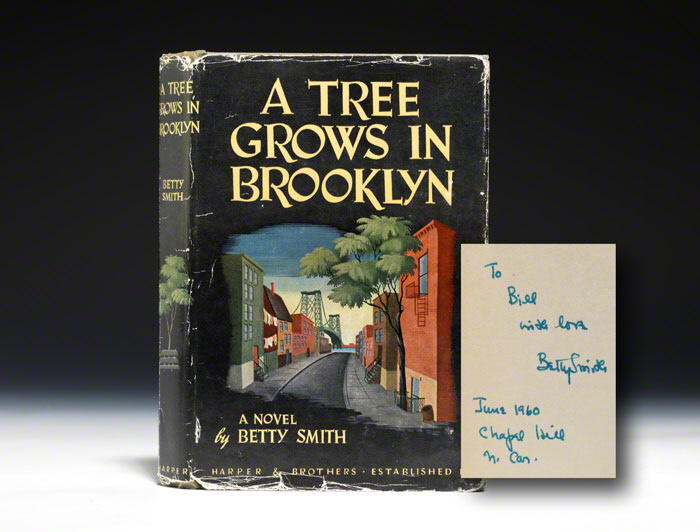 A TREE
GROWS IN
BROOKLYN
BETTY
SMITH
A TREE
GROWS IN
BROOKLYN
A NOVEL
by BETTY SMITH
HARPER & BROTHERS · ESTABLISHED
HARPER
To
Bill
with love
Betty Smith
June 1960
Chapel Hill
N. Car.